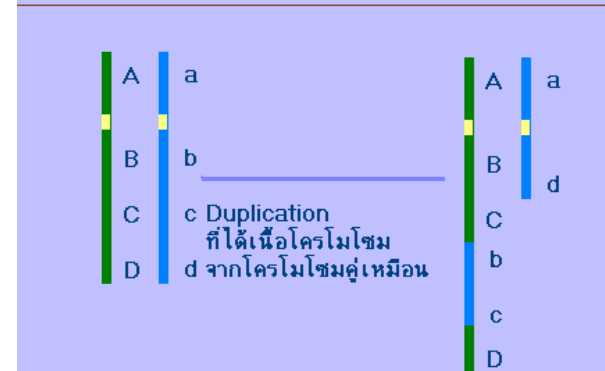 A a
B b
C c Duplication
ที่ได้เนื้อโครโมโซม
D d จากโครโมโซมคู่เหมือน
A a
B d
C
b
c
D